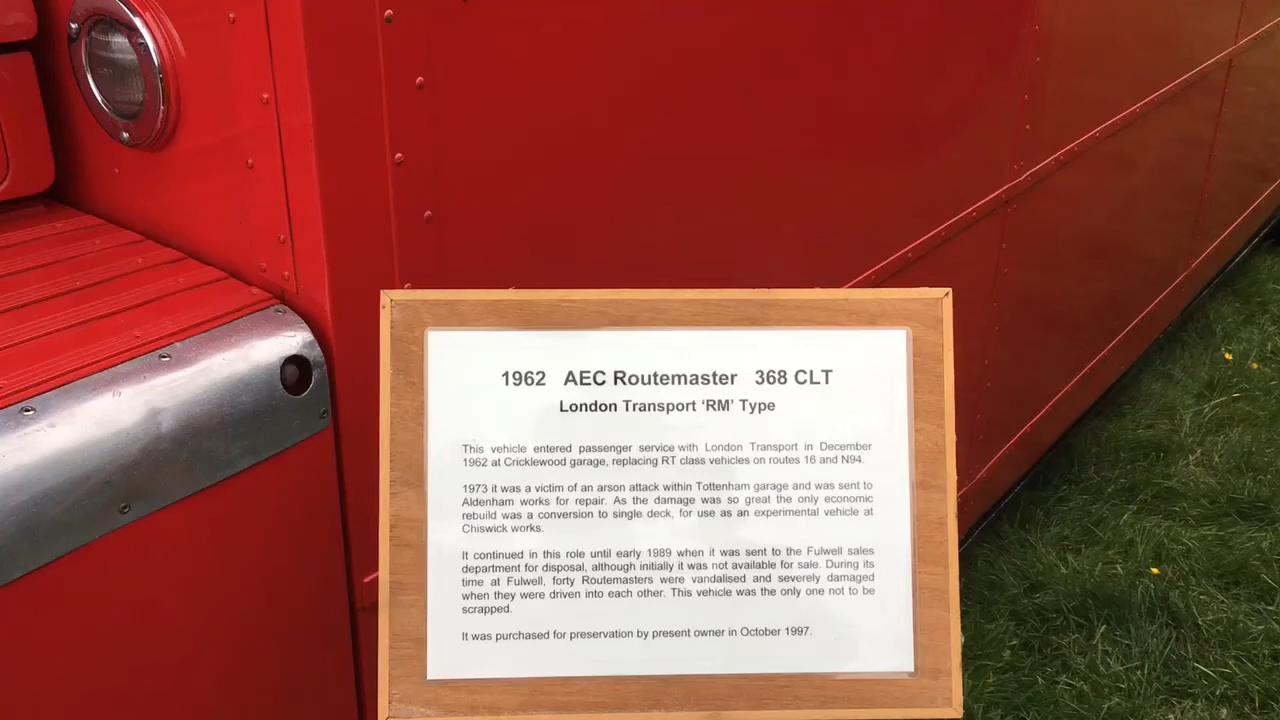 1962 AEC Routemaster 368 CLT
London Transport ‘RM’ Type
This vehicle entered passenger service with London Transport in December
1962 at Cricklewood garage, replacing RT class vehicles on routes 16 and N94.
1973 it was a victim of an arson attack within Tottenham garage and was sent to
Aldenham works for repair. As the damage was so great the only economic
rebuild was a conversion to single deck, for use as an experimental vehicle at
Chiswick works.
It continued in this role until early 1989 when it was sent to the Fulwell sales
department for disposal, although initially it was not available for sale. During its
time at Fulwell, forty Routemasters were vandalised and severely damaged
when they were driven into each other. This vehicle was the only one not to be
scrapped.
It was purchased for preservation by present owner in October 1997.